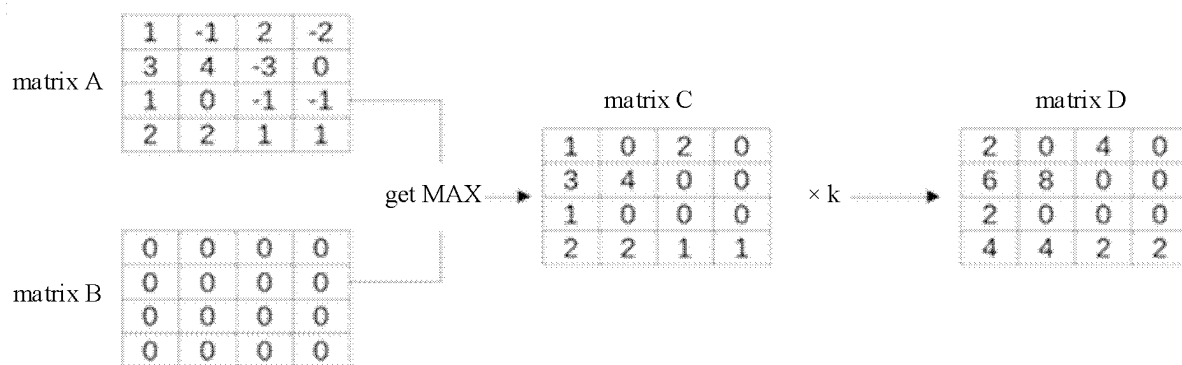 matrix A
1 -1 2 -2
3 4 -3 0
1 0 -1 -1
2 2 1 1
matrix B
0 0 0 0
0 0 0 0
0 0 0 0
0 0 0 0
get MAX
matrix C
1 0 2 0
3 4 0 0
1 0 0 0
2 2 1 1
× k
matrix D
2 0 4 0
6 8 0 0
2 0 0 0
4 4 2 2